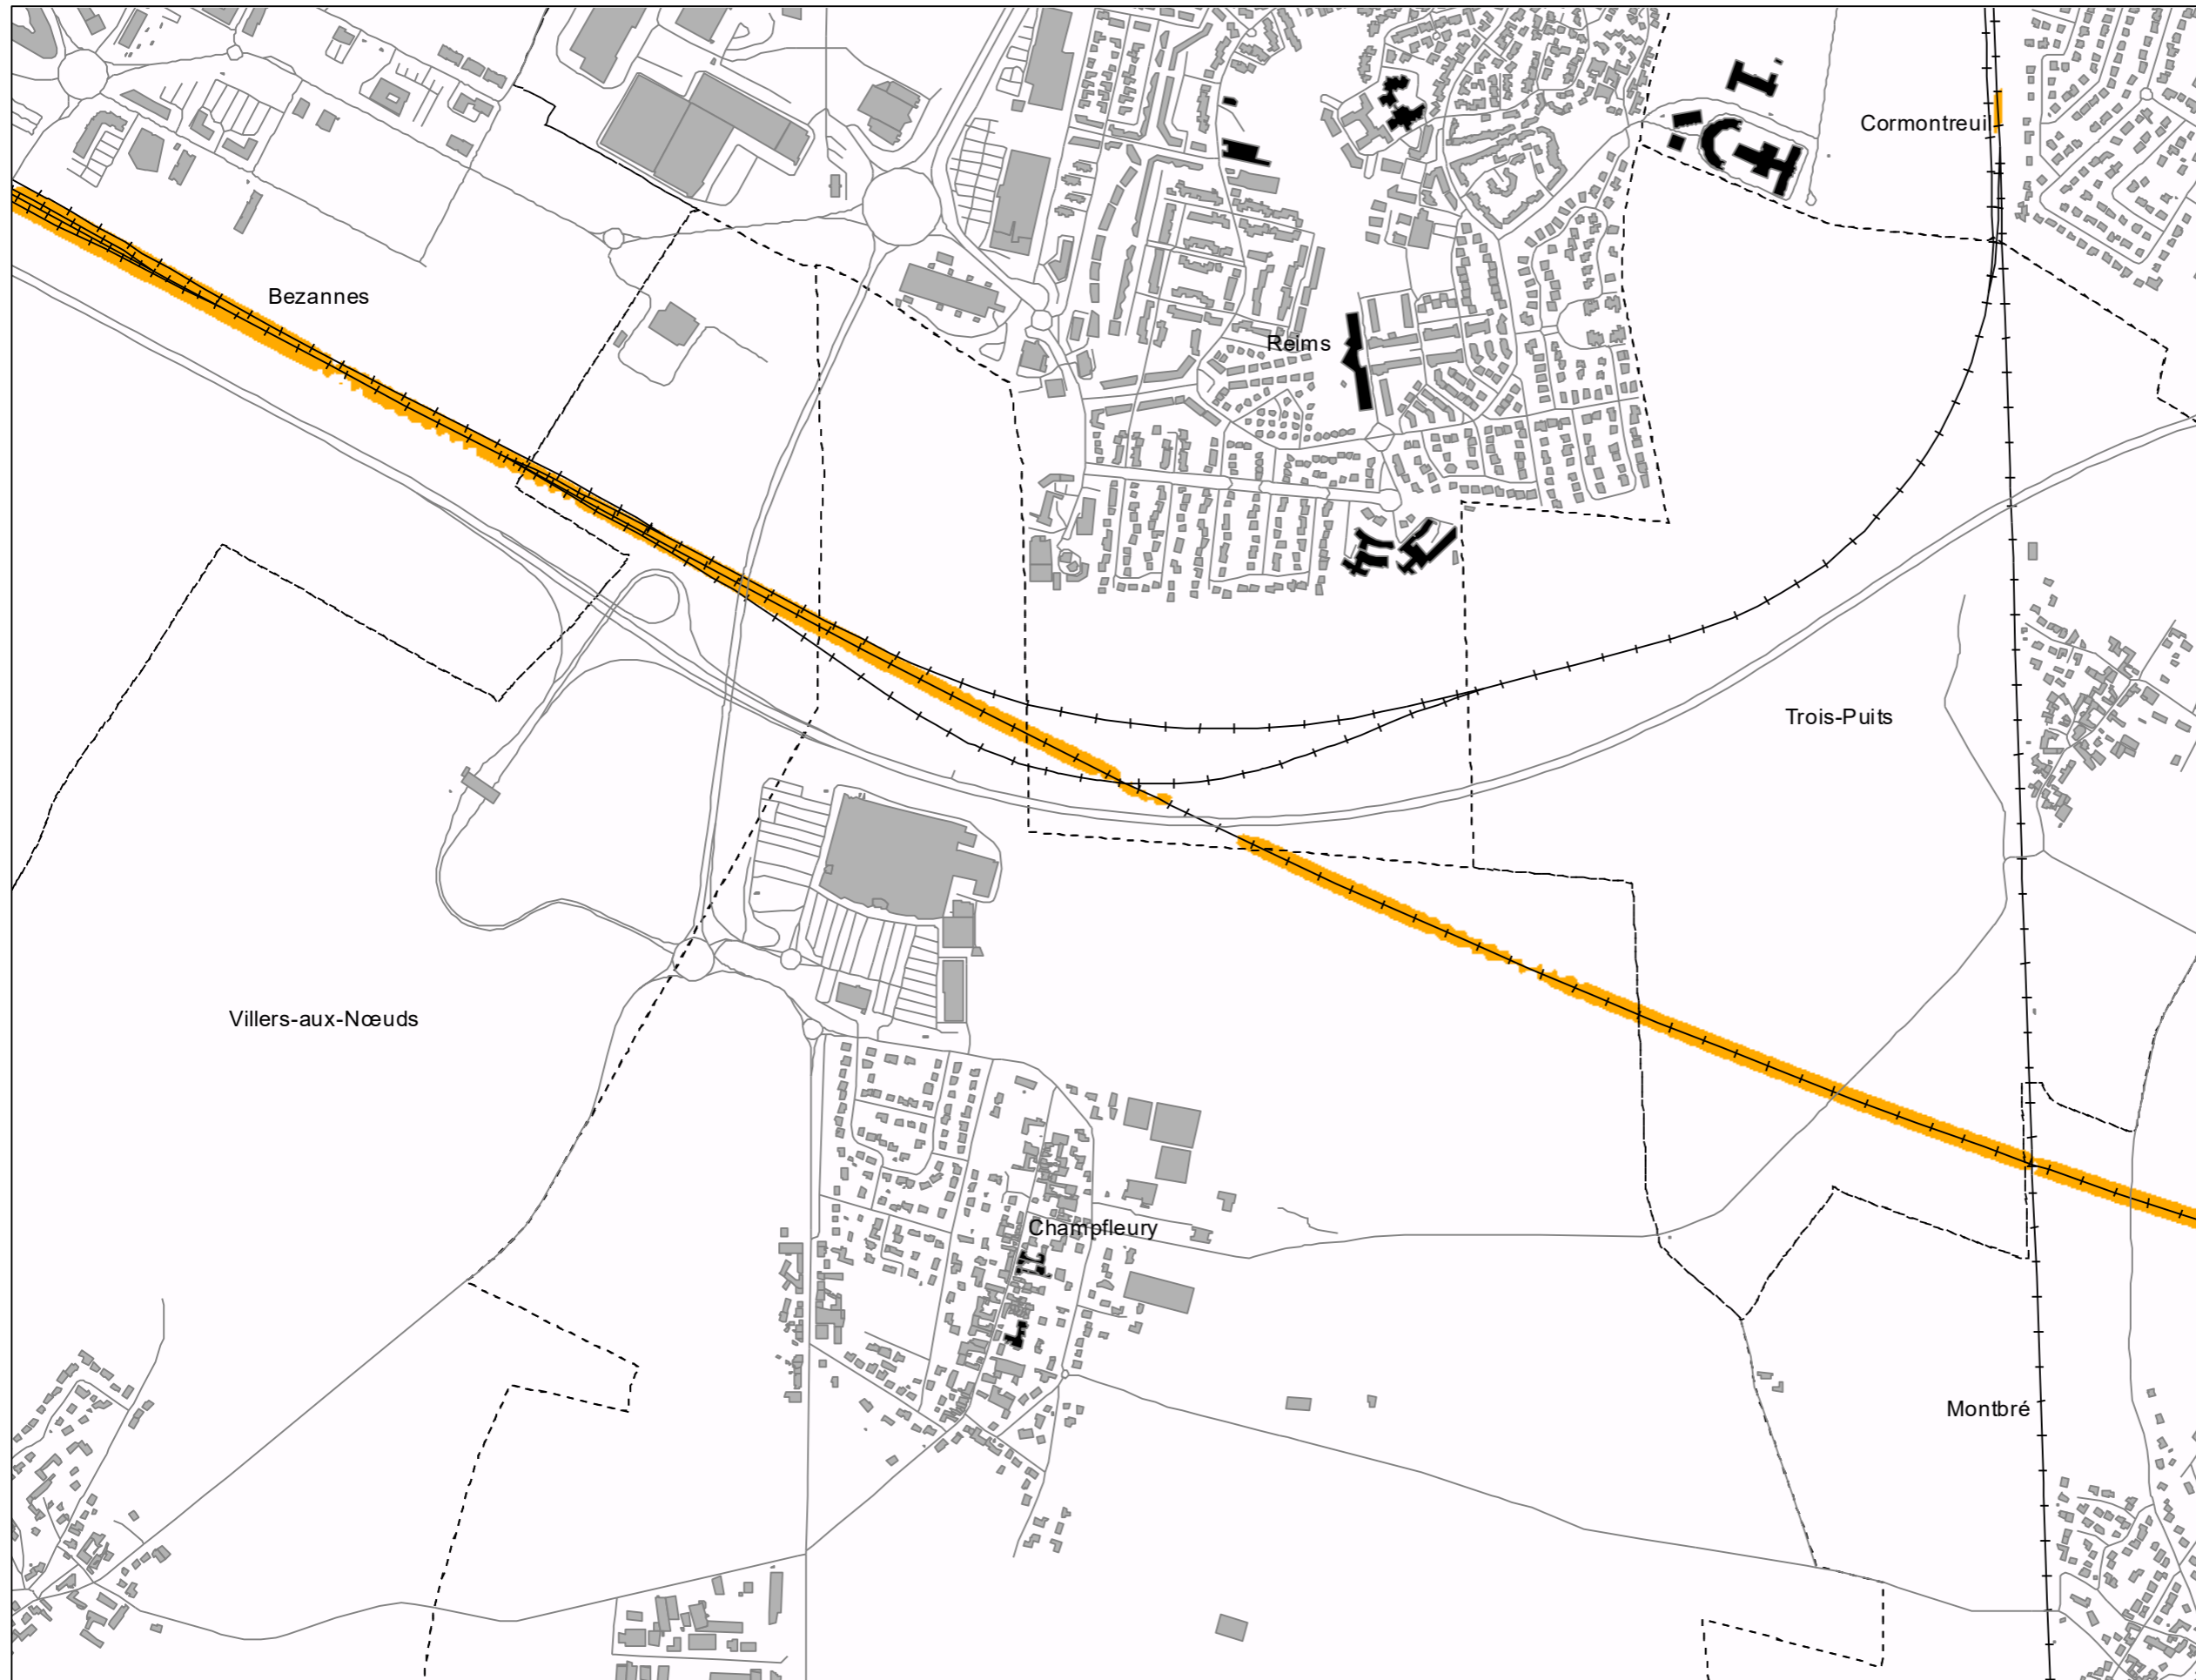 Cormontreuil
Bezannes
Reims
Trois-Puits
Villers-aux-Nœuds
Champfleury
Montbré